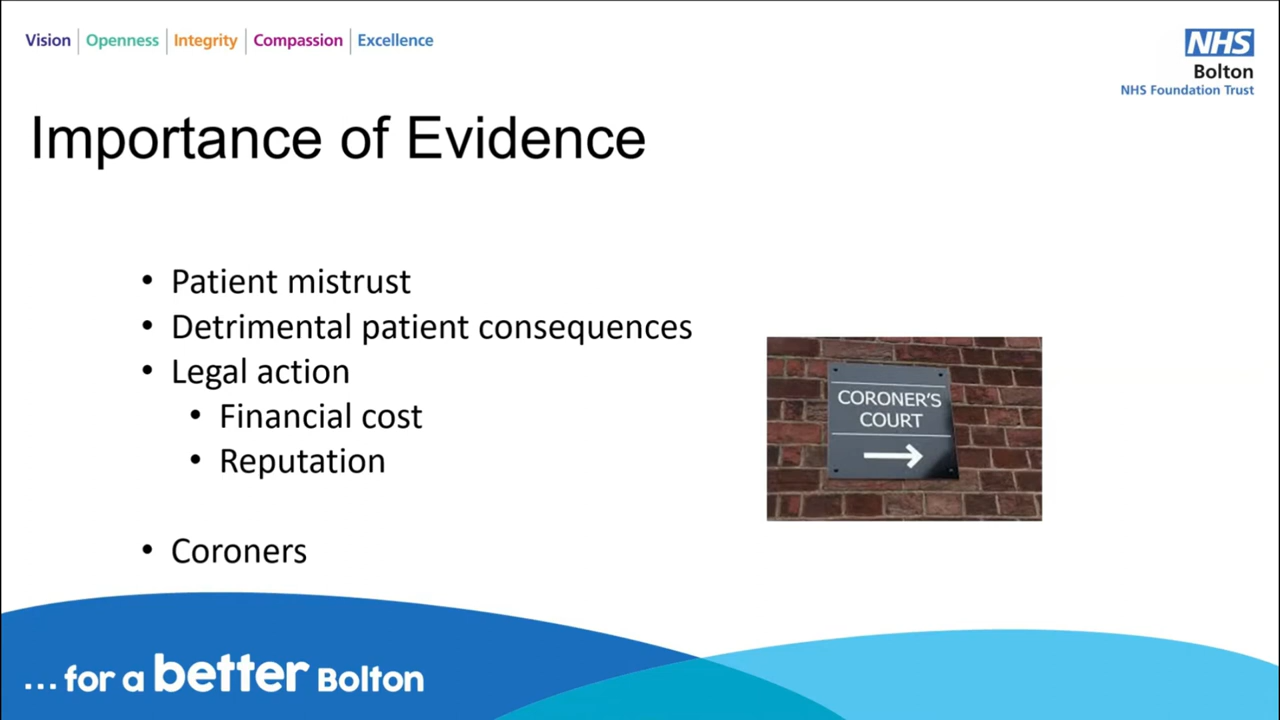 Vision | Openness | Integrity | Compassion | Excellence
NHS
Bolton
NHS Foundation Trust
Importance of Evidence
• Patient mistrust
• Detrimental patient consequences
• Legal action
• Financial cost
• Reputation
• Coroners
CORONER'S
COURT
...for a better Bolton